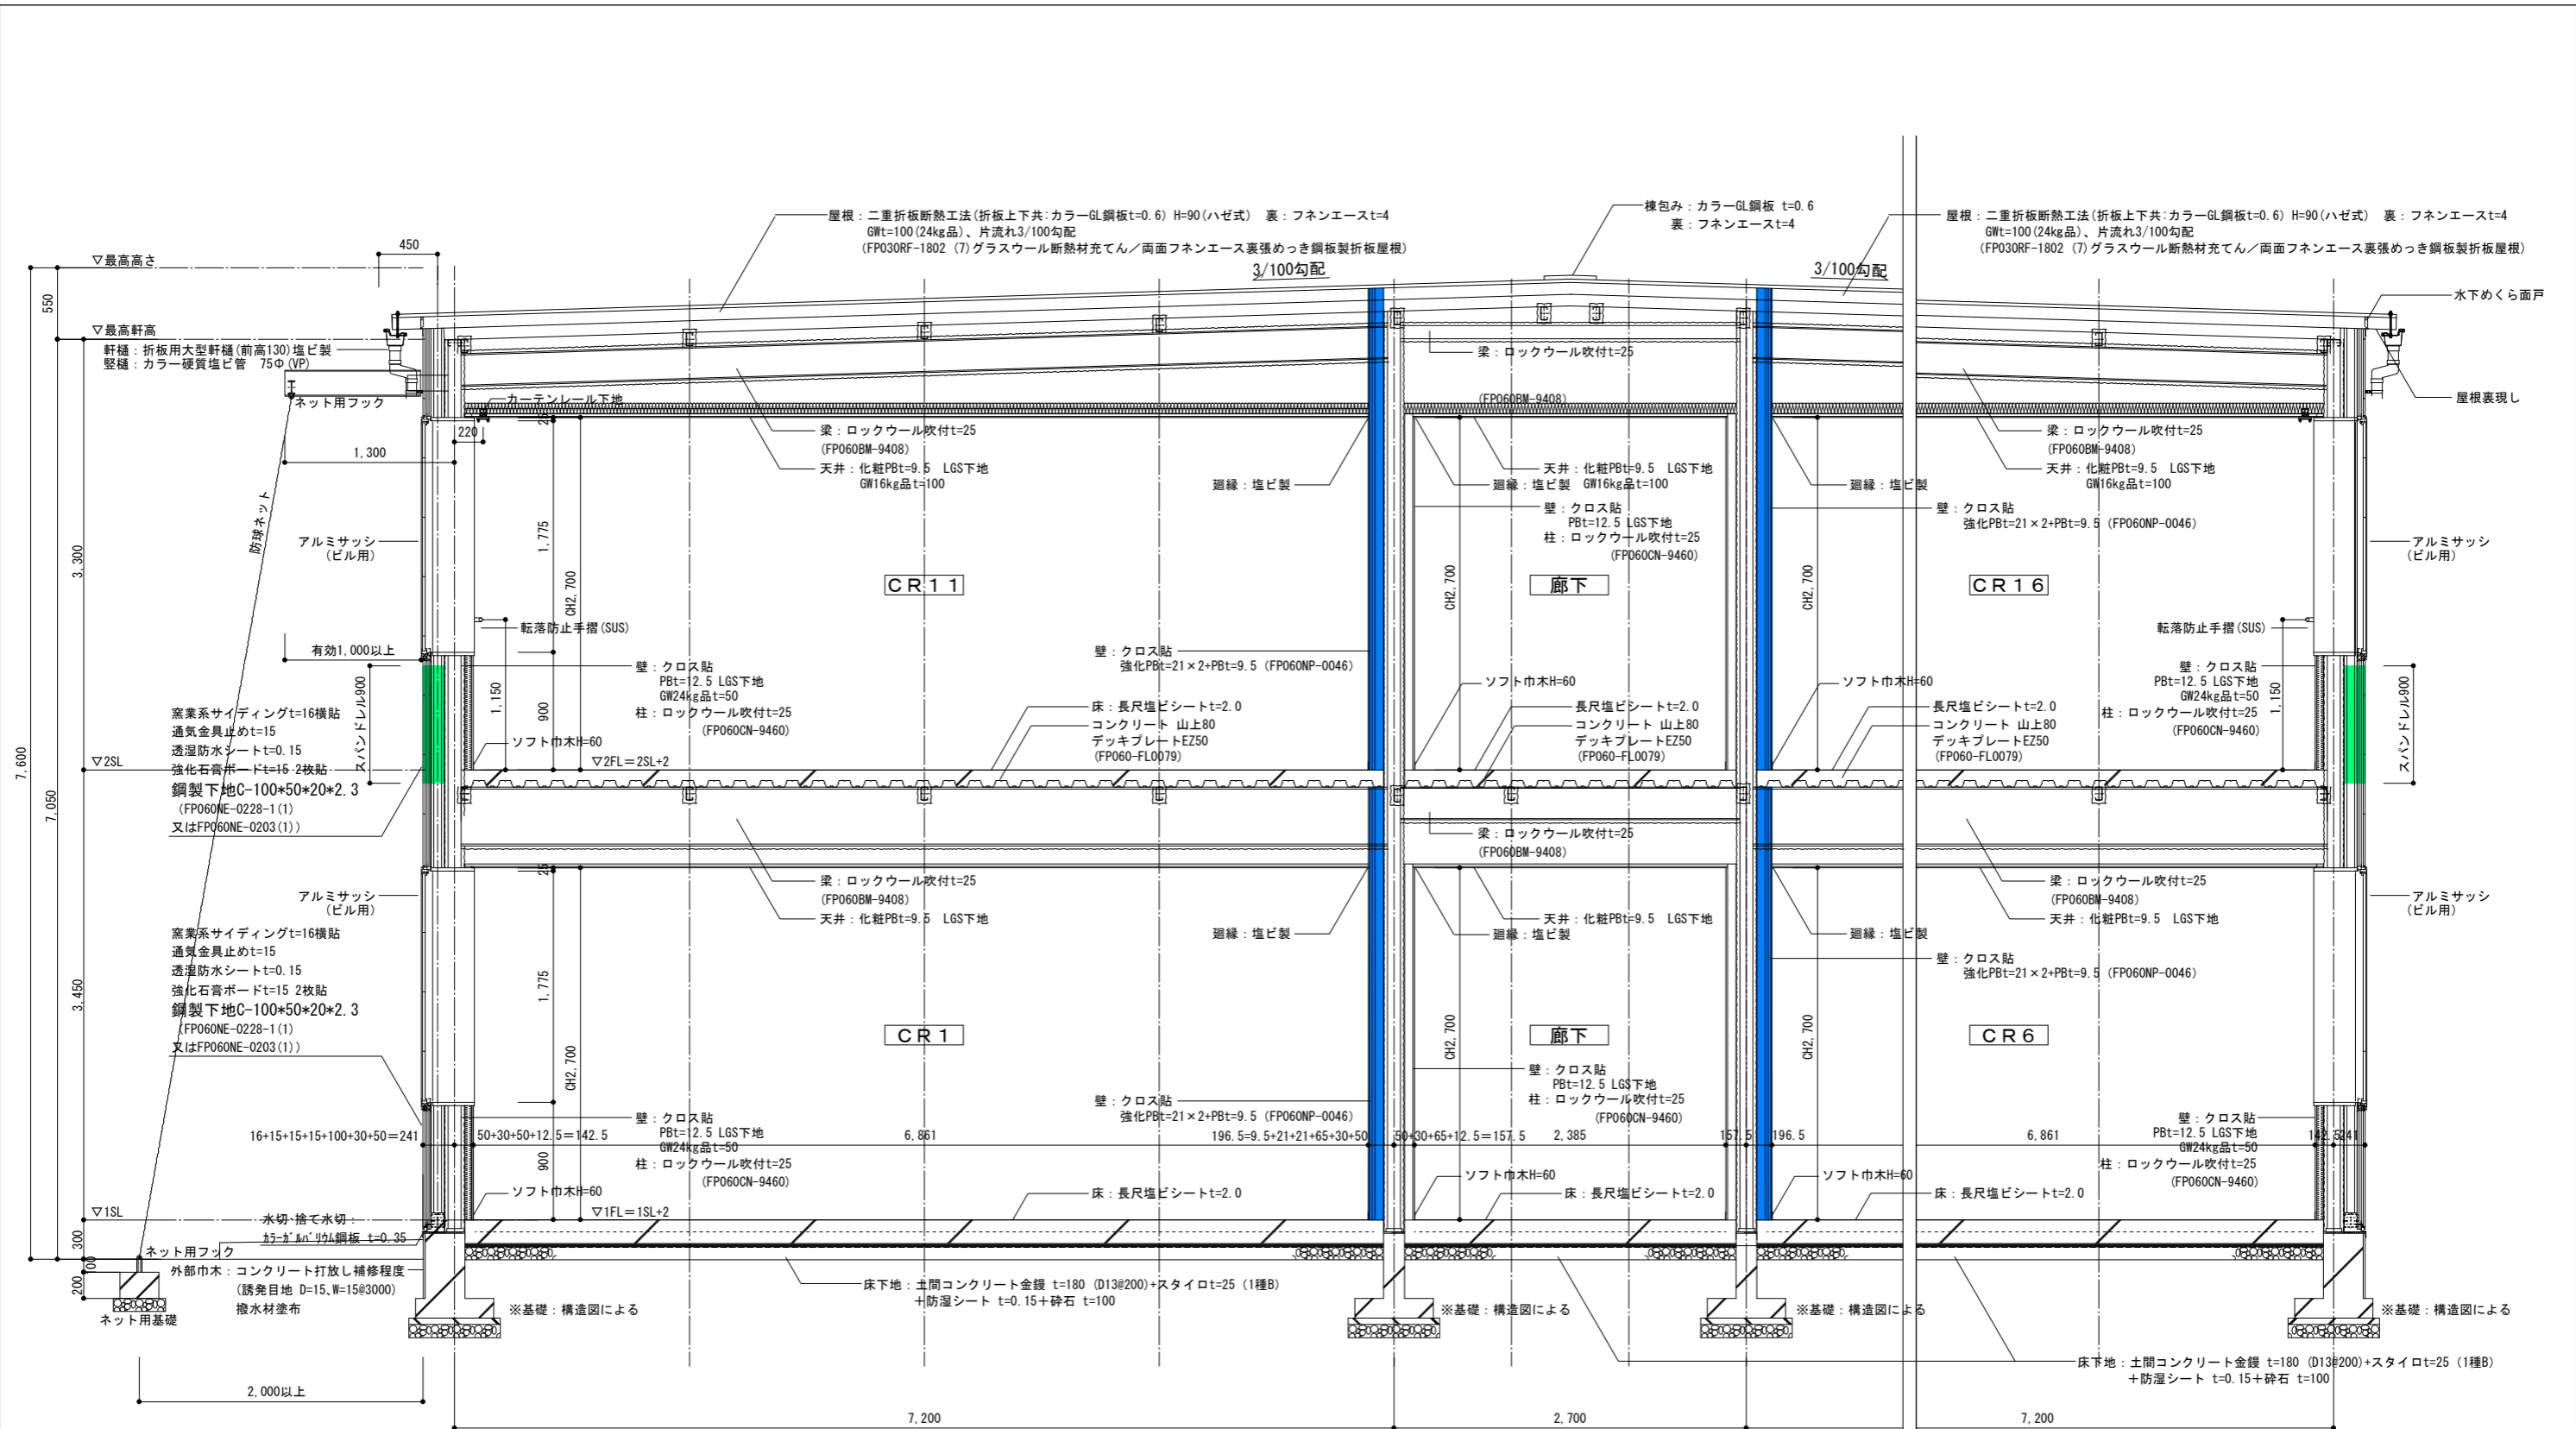 屋根：二重折板断熱工法(折板上下共:カラーGL鋼板t=0.6) H=90(ハゼ式)　裏：フネンエースt=4
GWt=100(24kg品)、片流れ3/100勾配
(FP030RF-1802 (7)グラスウール断熱材充てん／両面フネンエース裏張めっき鋼板製折板屋根)
棟包み：カラーGL鋼板 t=0.6
裏：フネンエースt=4
屋根：二重折板断熱工法(折板上下共:カラーGL鋼板t=0.6) H=90(ハゼ式)　裏：フネンエースt=4
GWt=100(24kg品)、片流れ3/100勾配
(FP030RF-1802 (7)グラスウール断熱材充てん／両面フネンエース裏張めっき鋼板製折板屋根)
450
▽最高高さ
3/100勾配
3/100勾配
550
水下めくら面戸
▽最高軒高
軒樋：折板用大型軒樋(前高130)塩ビ製
竪樋：カラー硬質塩ビ管　75Φ(VP)
梁：ロックウール吹付t=25
(FP060BM-9408)
屋根裏現し
ネット用フック
カーテンレール下地
25
220
1,300
梁：ロックウール吹付t=25
(FP060BM-9408)
天井：化粧PBt=9.5　LGS下地
GW16kg品t=100
廻縁：塩ビ製
天井：化粧PBt=9.5　LGS下地
廻縁：塩ビ製　GW16kg品t=100
壁：クロス貼
PBt=12.5 LGS下地
柱：ロックウール吹付t=25
(FP060CN-9460)
梁：ロックウール吹付t=25
(FP060BM-9408)
天井：化粧PBt=9.5　LGS下地
GW16kg品t=100
廻縁：塩ビ製
壁：クロス貼
強化PBt=21×2+PBt=9.5 (FP060NP-0046)
防球ネット
アルミサッシ
(ビル用)
アルミサッシ
(ビル用)
3,300
1,775
CH2,700
CR11
CH2,700
廊下
CH2,700
CR16
転落防止手摺(SUS)
転落防止手摺(SUS)
有効1,000以上
壁：クロス貼
PBt=12.5 LGS下地
GW24kg品t=50
柱：ロックウール吹付t=25
(FP060CN-9460)
壁：クロス貼
強化PBt=21×2+PBt=9.5 (FP060NP-0046)
ソフト巾木H=60
ソフト巾木H=60
壁：クロス貼
PBt=12.5 LGS下地
GW24kg品t=50
柱：ロックウール吹付t=25
(FP060CN-9460)
1,150
900
1,150
スパンドレル900
スパンドレル900
窯業系サイディングt=16横貼
通気金具止めt=15
透湿防水シートt=0.15
強化石膏ボードt=15 2枚貼
鋼製下地C-100*50*20*2.3
(FP060NE-0228-1(1)
又はFP060NE-0203(1))
床：長尺塩ビシートt=2.0
コンクリート 山上80
デッキプレートEZ50
(FP060-FL0079)
長尺塩ビシートt=2.0
コンクリート 山上80
デッキプレートEZ50
(FP060-FL0079)
長尺塩ビシートt=2.0
コンクリート 山上80
デッキプレートEZ50
(FP060-FL0079)
ソフト巾木H=60
▽2SL
▽2FL=2SL+2
7,600
7,050
梁：ロックウール吹付t=25
(FP060BM-9408)
25
アルミサッシ
(ビル用)
梁：ロックウール吹付t=25
(FP060BM-9408)
天井：化粧PBt=9.5　LGS下地
廻縁：塩ビ製
天井：化粧PBt=9.5　LGS下地
廻縁：塩ビ製
梁：ロックウール吹付t=25
(FP060BM-9408)
天井：化粧PBt=9.5　LGS下地
廻縁：塩ビ製
壁：クロス貼
強化PBt=21×2+PBt=9.5 (FP060NP-0046)
アルミサッシ
(ビル用)
窯業系サイディングt=16横貼
通気金具止めt=15
透湿防水シートt=0.15
強化石膏ボードt=15 2枚貼
鋼製下地C-100*50*20*2.3
(FP060NE-0228-1(1)
又はFP060NE-0203(1))
3,450
1,775
CH2,700
CR1
CH2,700
廊下
CH2,700
CR6
壁：クロス貼
PBt=12.5 LGS下地
柱：ロックウール吹付t=25
(FP060CN-9460)
壁：クロス貼
PBt=12.5 LGS下地
GW24kg品t=50
柱：ロックウール吹付t=25
(FP060CN-9460)
壁：クロス貼
強化PBt=21×2+PBt=9.5 (FP060NP-0046)
壁：クロス貼
PBt=12.5 LGS下地
GW24kg品t=50
柱：ロックウール吹付t=25
(FP060CN-9460)
16+15+15+15+100+30+50=241
50+30+50+12.5=142.5
6,861
196.5=9.5+21+21+65+30+50
50+30+65+12.5=157.5
2,385
157.5
196.5
6,861
142.5
241
900
ソフト巾木H=60
ソフト巾木H=60
ソフト巾木H=60
床：長尺塩ビシートt=2.0
床：長尺塩ビシートt=2.0
床：長尺塩ビシートt=2.0
▽1SL
▽1FL=1SL+2
水切・捨て水切：
カラーガルバリウム鋼板 t=0.35
300
100
200
ネット用フック
外部巾木：コンクリート打放し補修程度
(誘発目地 D=15、W=15@3000)
撥水材塗布
ネット用基礎
※基礎：構造図による
床下地：土間コンクリート金鏝 t=180 (D13@200)+スタイロt=25 (1種B)
+防湿シート t=0.15+砕石 t=100
※基礎：構造図による
※基礎：構造図による
※基礎：構造図による
床下地：土間コンクリート金鏝 t=180 (D13@200)+スタイロt=25 (1種B)
+防湿シート t=0.15+砕石 t=100
2,000以上
7,200
2,700
7,200